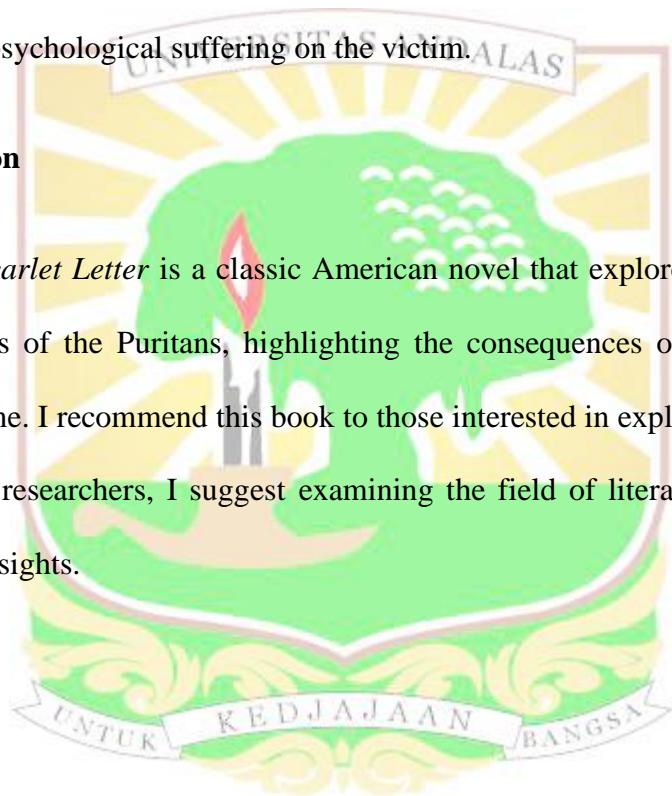 UNIVERSITAS ANDALAS
sychological suffering on the victim.
on
arlet Letter is a classic American novel that explor
s of the Puritans, highlighting the consequences o
ne. I recommend this book to those interested in expl
researchers, I suggest examining the field of litera
sights.
UNTUK KEDJAJAAN BANGSA